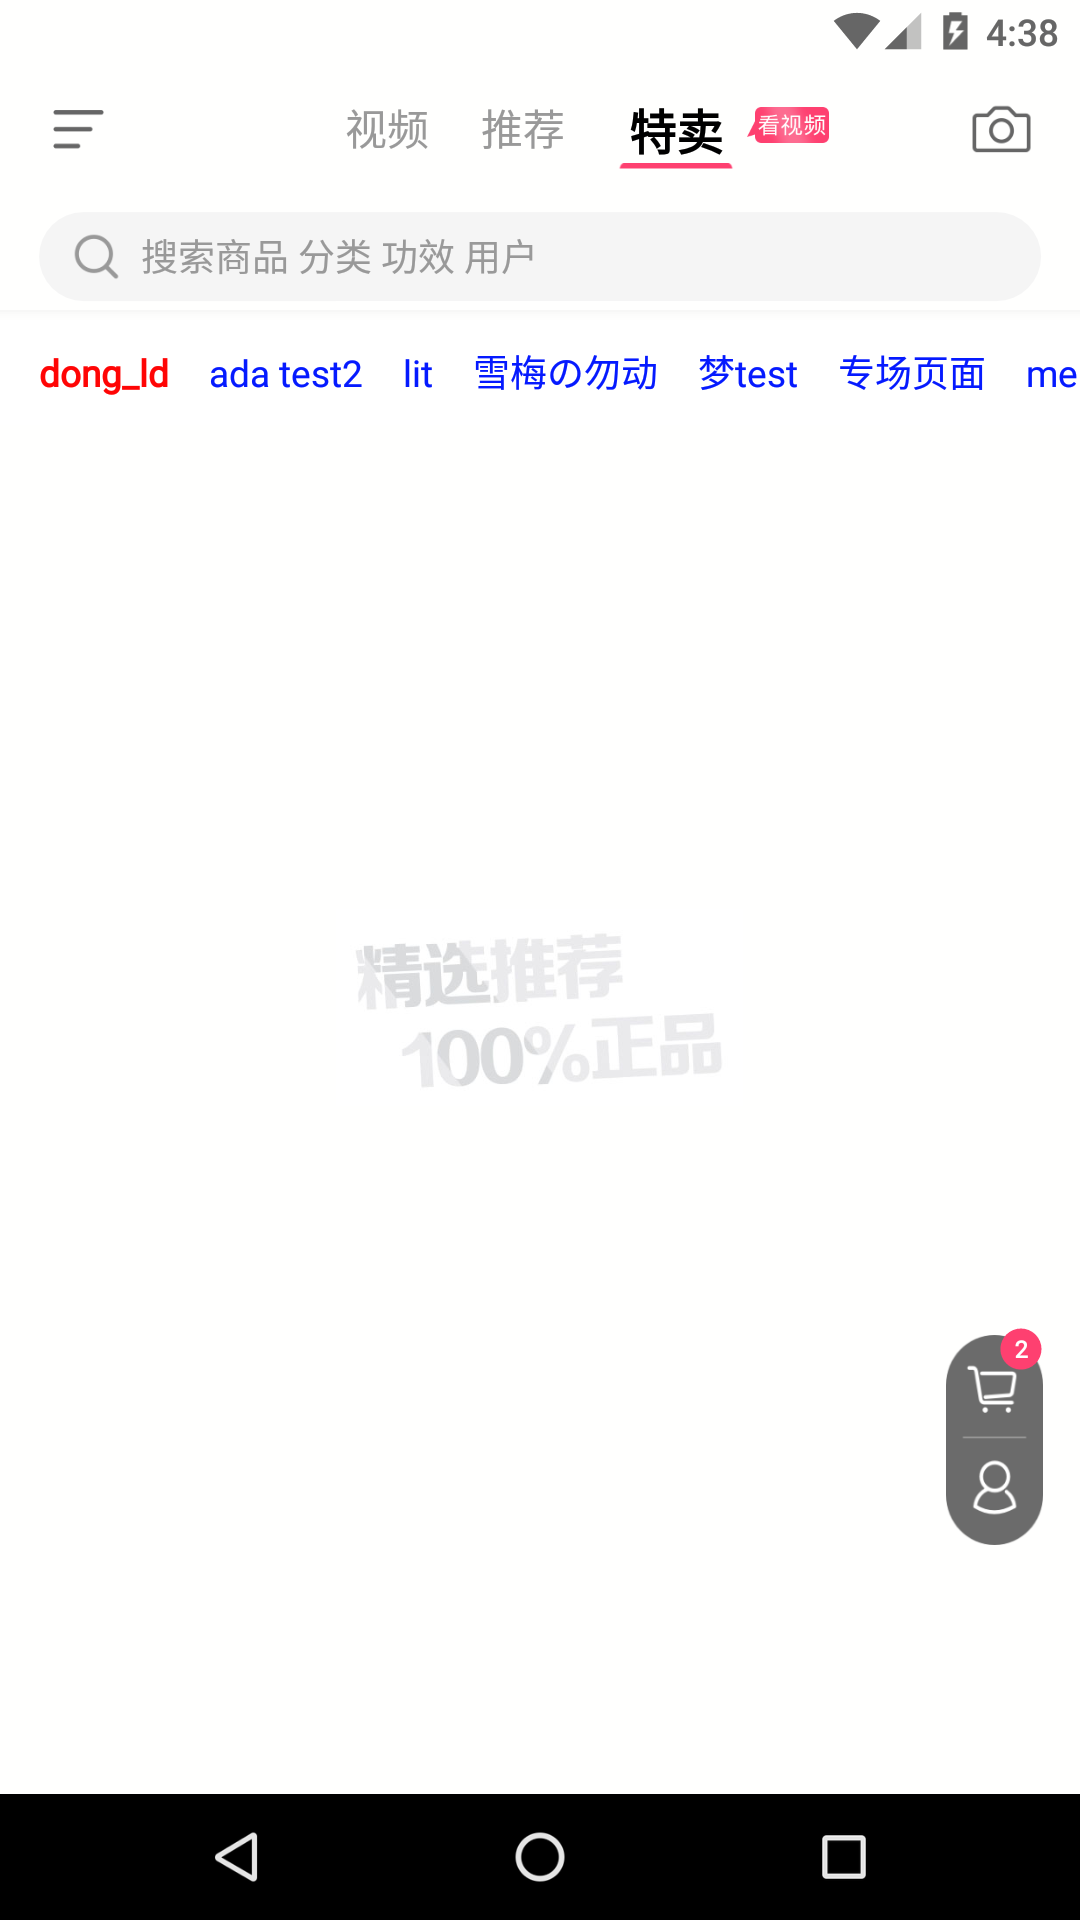 4:38
视频 推荐 特卖 看视频
搜索商品 分类 功效 用户
dong_ld ada test2 lit 雪梅の勿动 梦test 专场页面 me
精选推荐
100%正品
2